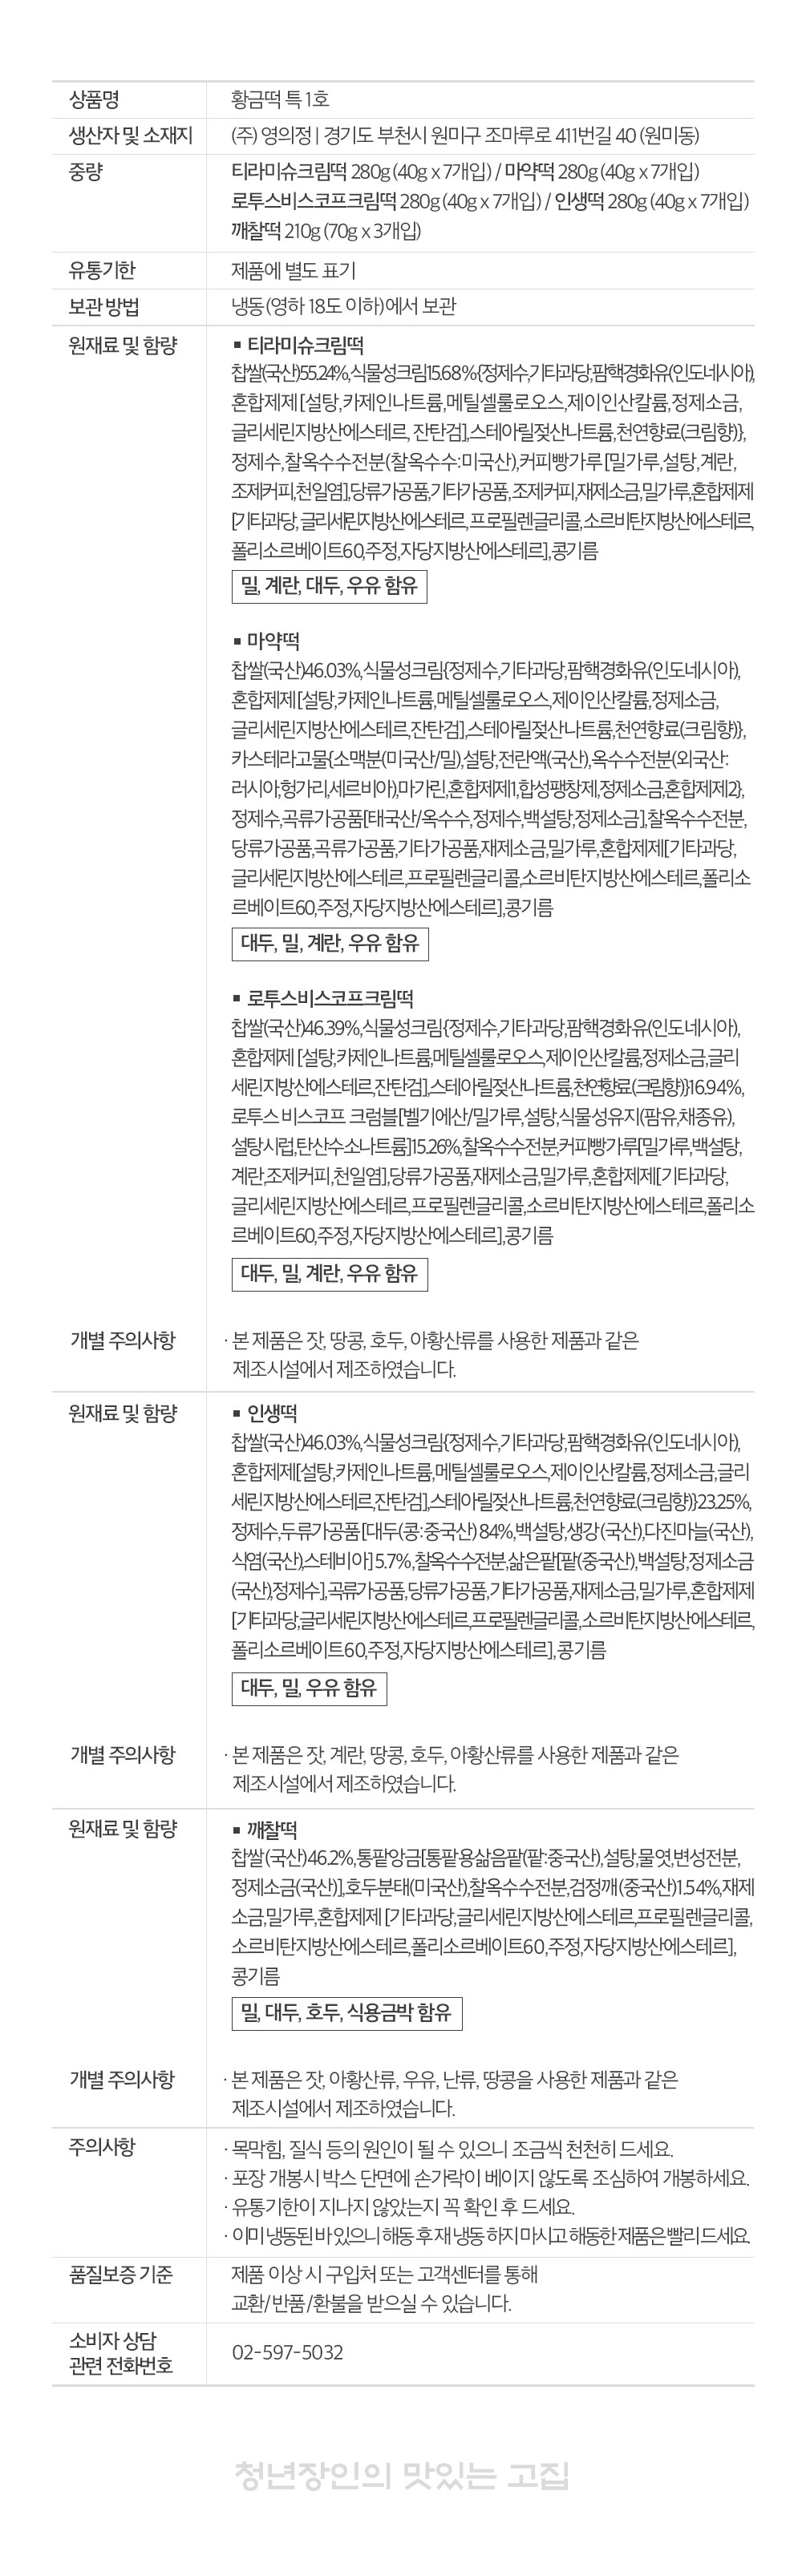 상품명
황금떡 특 1호
생산자 및 소재지
(주) 영의정 | 경기도 부천시 원미구 조마루로 411번길 40 (원미동)
중량
티라미슈크림떡 280g (40g x 7개입) / 마약떡 280g (40g x 7개입)
로투스비스코프크림떡 280g (40g x 7개입) / 인생떡 280g (40g x 7개입)
깨찰떡 210g (70g x 3개입)
유통기한
제품에 별도 표기
보관 방법
냉동(영하 18도 이하)에서 보관
원재료 및 함량
▪ 티라미슈크림떡
찹쌀(국산)55.24%,식물성크림15.68%{정제수,기타과당,팜핵경화유(인도네시아),
혼합제제 [설탕,카제인나트륨,메틸셀룰로오스,제이인산칼륨,정제소금,
글리세린지방산에스테르, 잔탄검],스테아릴젖산나트륨,천연향료(크림향)},
정제수,찰옥수수전분(찰옥수수:미국산),커피빵가루 [밀가루,설탕,계란,
조제커피,천일염],당류가공품,기타가공품,조제커피,재제소금,밀가루,혼합제제
[기타과당, 글리세린지방산에스테르, 프로필렌글리콜, 소르비탄지방산에스테르,
폴리소르베이트60,주정,자당지방산에스테르],콩기름
밀, 계란, 대두, 우유 함유
▪ 마약떡
찹쌀(국산)46.03%,식물성크림{정제수,기타과당,팜핵경화유(인도네시아),
혼합제제 [설탕,카제인나트륨,메틸셀룰로오스,제이인산칼륨,정제소금,
글리세린지방산에스테르,잔탄검],스테아릴젖산나트륨,천연향료(크림향)},
카스테라고물{소맥분(미국산/밀),설탕,전란액(국산),옥수수전분(외국산:
러시아,헝가리,세르비아),마가린,혼합제제1,합성팽창제,정제소금,혼합제제2},
정제수,곡류가공품[태국산/옥수수,정제수,백설탕,정제소금],찰옥수수전분,
당류가공품,곡류가공품,기타가공품,재제소금,밀가루,혼합제제[기타과당,
글리세린지방산에스테르,프로필렌글리콜,소르비탄지방산에스테르,폴리소
르베이트60,주정,자당지방산에스테르],콩기름
대두, 밀, 계란, 우유 함유
▪ 로투스비스코프크림떡
찹쌀(국산)46.39%,식물성크림{정제수,기타과당,팜핵경화유(인도네시아),
혼합제제 [설탕,카제인나트륨,메틸셀룰로오스,제이인산칼륨,정제소금,글리
세린지방산에스테르,잔탄검],스테아릴젖산나트륨,천연향료(크림향)}16.94%,
로투스 비스코프 크럼블[벨기에산/밀가루,설탕,식물성유지(팜유,채종유),
설탕시럽,탄산수소나트륨]15.26%,찰옥수수전분,커피빵가루[밀가루,백설탕,
계란,조제커피,천일염],당류가공품,재제소금,밀가루,혼합제제[기타과당,
글리세린지방산에스테르,프로필렌글리콜,소르비탄지방산에스테르,폴리소
르베이트60,주정,자당지방산에스테르],콩기름
대두, 밀, 계란, 우유 함유
개별 주의사항
· 본 제품은 잣, 땅콩, 호두, 아황산류를 사용한 제품과 같은
제조시설에서 제조하였습니다.
원재료 및 함량
▪ 인생떡
찹쌀(국산)46.03%,식물성크림{정제수,기타과당,팜핵경화유(인도네시아),
혼합제제[설탕,카제인나트륨,메틸셀룰로오스,제이인산칼륨,정제소금,글리
세린지방산에스테르,잔탄검],스테아릴젖산나트륨,천연향료(크림향)}23.25%,
정제수,두류가공품[대두(콩:중국산) 84%,백설탕,생강(국산),다진마늘(국산),
식염(국산),스테비아] 5.7%,찰옥수수전분,삶은팥[팥(중국산),백설탕,정제소금
(국산),정제수],곡류가공품,당류가공품,기타가공품,재제소금,밀가루,혼합제제
[기타과당,글리세린지방산에스테르,프로필렌글리콜,소르비탄지방산에스테르,
폴리소르베이트60,주정,자당지방산에스테르],콩기름
대두, 밀, 우유 함유
개별 주의사항
· 본 제품은 잣, 계란, 땅콩, 호두, 아황산류를 사용한 제품과 같은
제조시설에서 제조하였습니다.
원재료 및 함량
▪ 깨찰떡
찹쌀(국산)46.2%,통팥앙금[통팥용삶은팥(팥:중국산),설탕,물엿,변성전분,
정제소금(국산)],호두분태(미국산),찰옥수수전분,검정깨(중국산)1.54%,재제
소금,밀가루,혼합제제 [기타과당,글리세린지방산에스테르,프로필렌글리콜,
소르비탄지방산에스테르,폴리소르베이트60,주정,자당지방산에스테르],
콩기름
밀, 대두, 호두, 식용금박 함유
개별 주의사항
· 본 제품은 잣, 아황산류, 우유, 난류, 땅콩을 사용한 제품과 같은
제조시설에서 제조하였습니다.
주의사항
· 목막힘, 질식 등의 원인이 될 수 있으니 조금씩 천천히 드세요.
· 포장 개봉시 박스 단면에 손가락이 베이지 않도록 조심하여 개봉하세요.
· 유통기한이 지나지 않았는지 꼭 확인 후 드세요.
· 이미 냉동된 바 있으니 해동 후 재 냉동 하지 마시고 해동한 제품은 빨리 드세요.
품질보증 기준
제품 이상 시 구입처 또는 고객센터를 통해
교환/반품/환불을 받으실 수 있습니다.
소비자 상담
관련 전화번호
02-597-5032
청년장인의 맛있는 고집